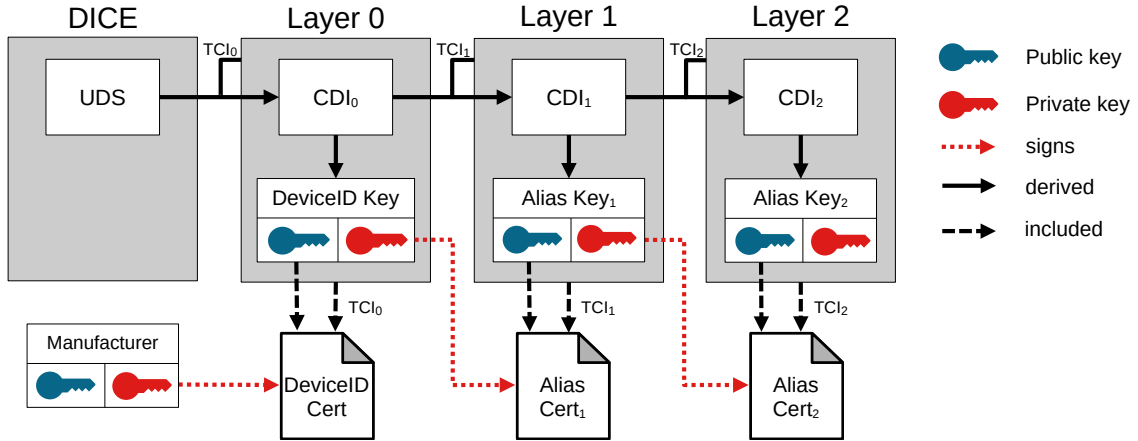 DICE
Layer 0
Layer 1
Layer 2
TCI₀
TCI₁
TCI₂
UDS
CDI₀
CDI₁
CDI₂
Public key
Private key
signs
derived
included
DeviceID Key
Alias Key₁
Alias Key₂
TCI₀
TCI₁
TCI₂
Manufacturer
DeviceID
Cert
Alias
Cert₁
Alias
Cert₂